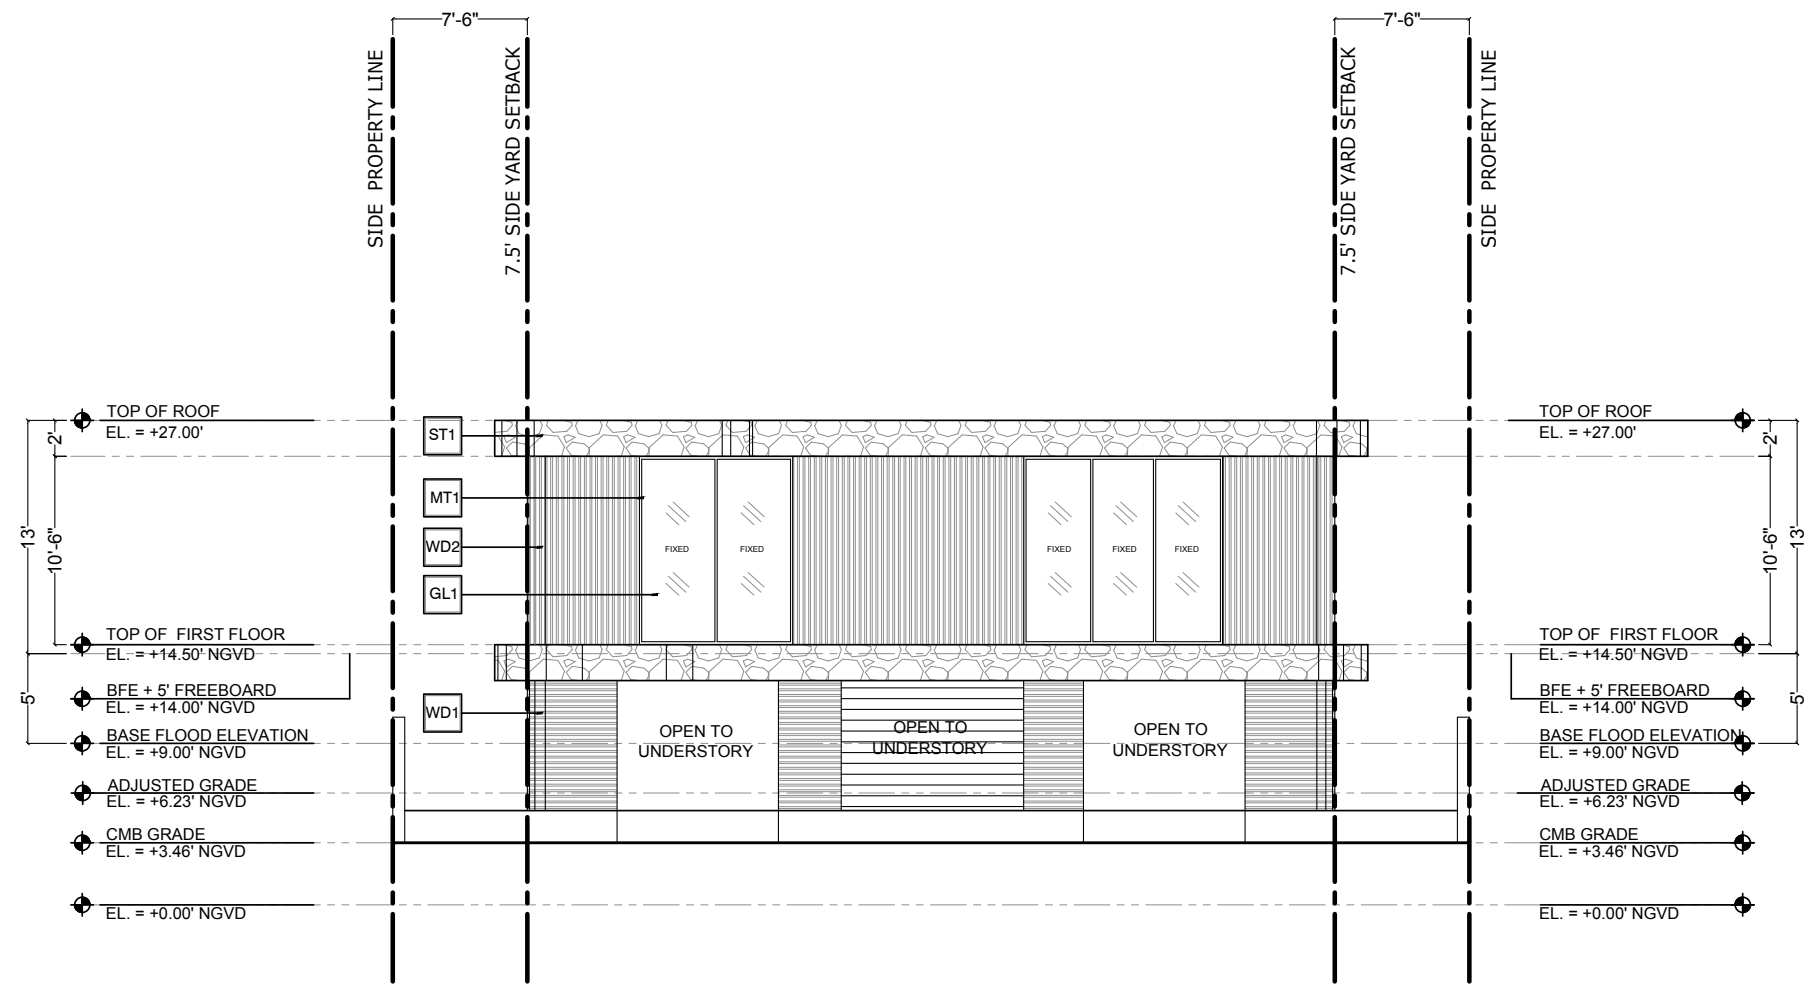 7'-6"
7'-6"
SIDE PROPERTY LINE
7.5' SIDE YARD SETBACK
7.5' SIDE YARD SETBACK
SIDE PROPERTY LINE
TOP OF ROOF
EL. = +27.00'
2'
13'
10'-6"
TOP OF FIRST FLOOR
EL. = +14.50' NGVD
BFE + 5' FREEBOARD
EL. = +14.00' NGVD
5'
BASE FLOOD ELEVATION
EL. = +9.00' NGVD
ADJUSTED GRADE
EL. = +6.23' NGVD
CMB GRADE
EL. = +3.46' NGVD
EL. = +0.00' NGVD
ST1
MT1
WD2
GL1
WD1
FIXED
FIXED
FIXED
FIXED
FIXED
OPEN TO
UNDERSTORY
OPEN TO
UNDERSTORY
OPEN TO
UNDERSTORY
TOP OF ROOF
EL. = +27.00'
2'
10'-6"
13'
TOP OF FIRST FLOOR
EL. = +14.50' NGVD
BFE + 5' FREEBOARD
EL. = +14.00' NGVD
5'
BASE FLOOD ELEVATION
EL. = +9.00' NGVD
ADJUSTED GRADE
EL. = +6.23' NGVD
CMB GRADE
EL. = +3.46' NGVD
EL. = +0.00' NGVD